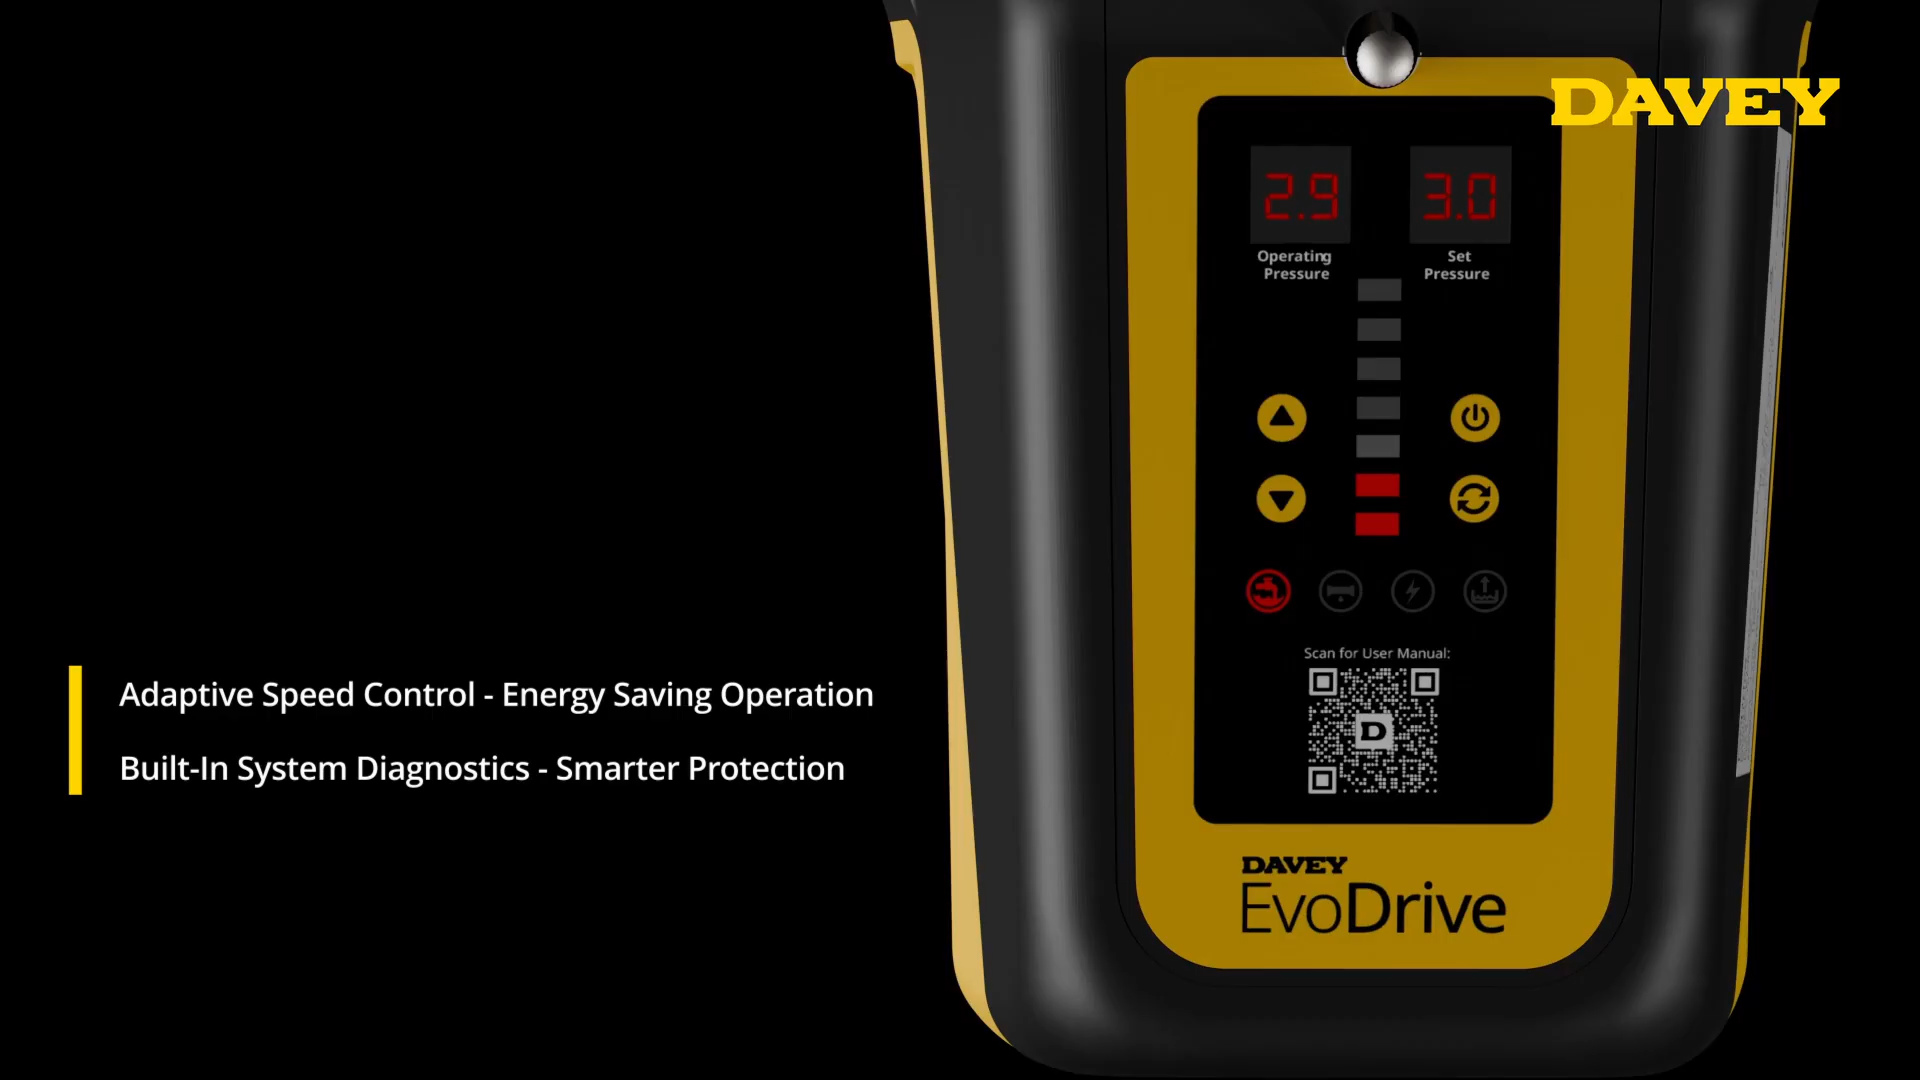 DAVEY
2.9 3.0
Operating Pressure
Set Pressure
Adaptive Speed Control - Energy Saving Operation
Built-In System Diagnostics - Smarter Protection
Scan for User Manual:
D
DAVEY
EvoDrive